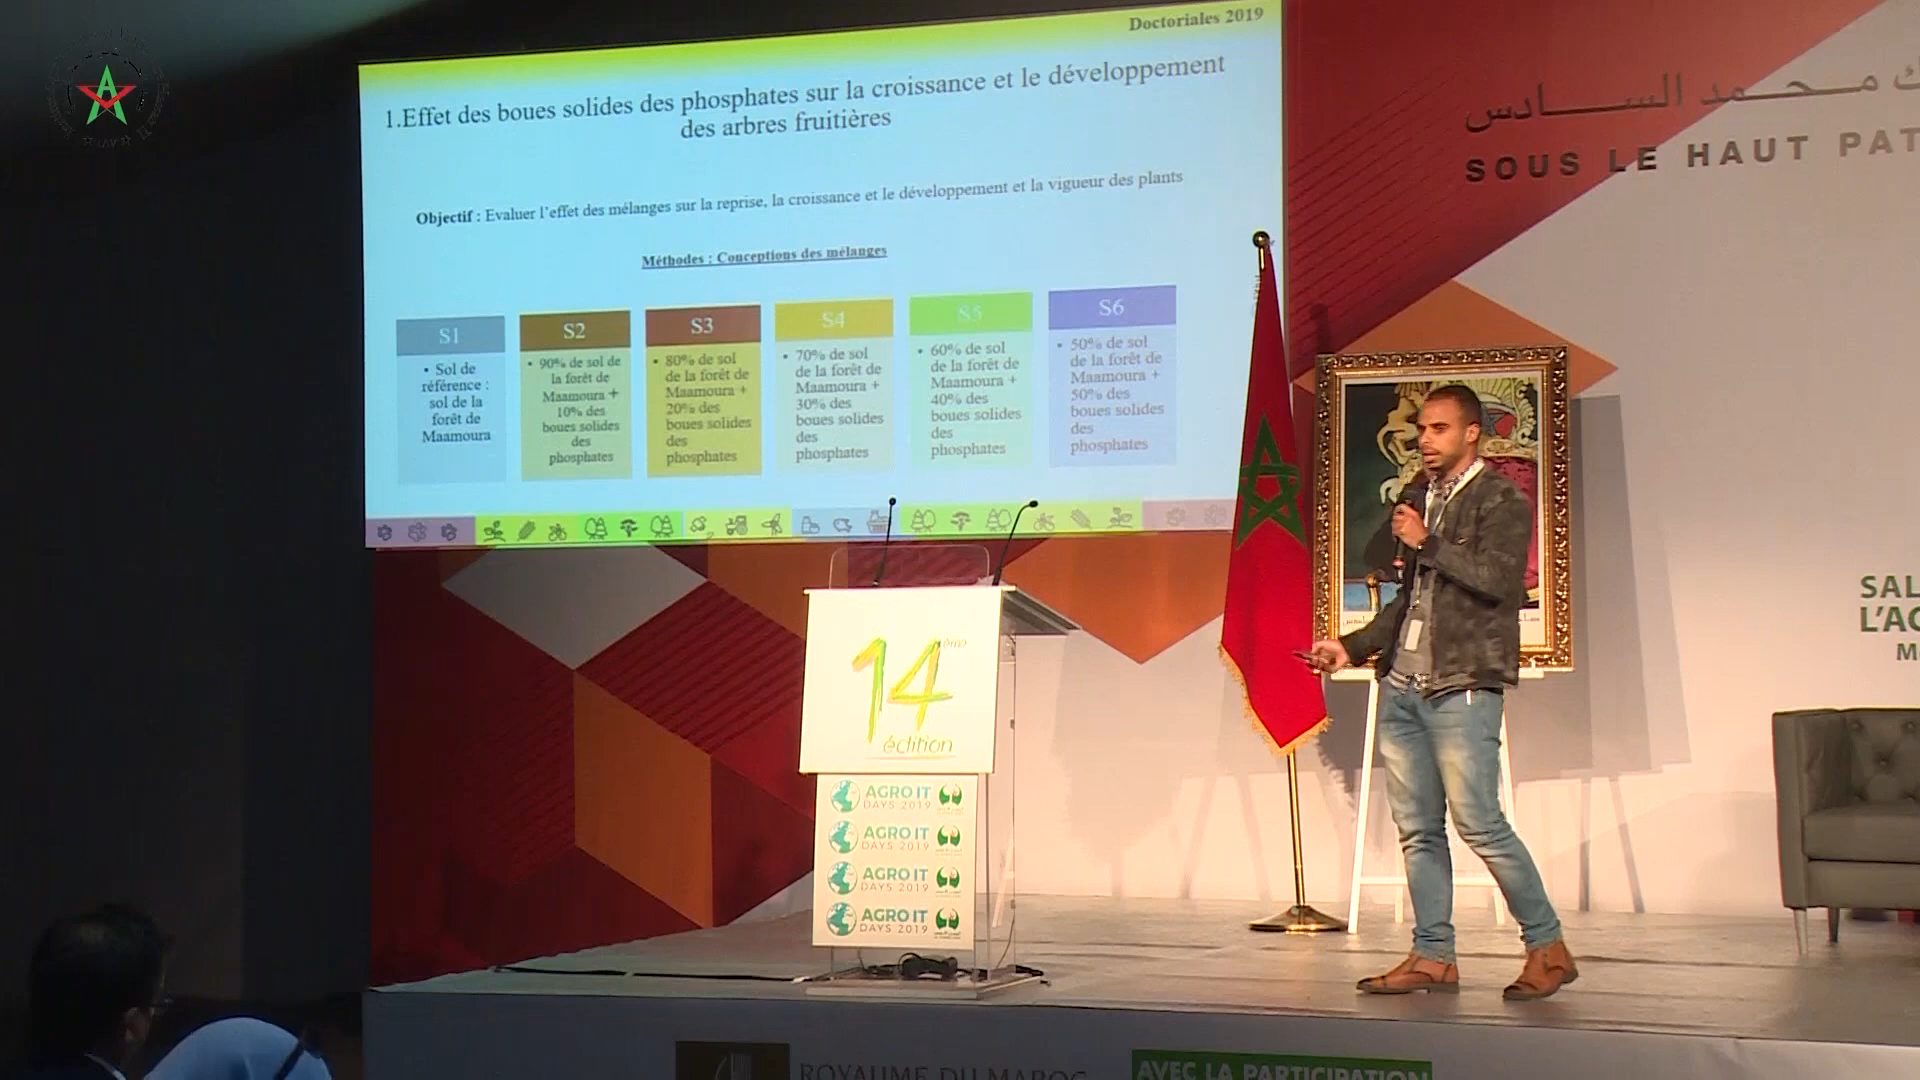 Doctoriales 2019
1.Effet des boues solides des phosphates sur la croissance et le développement
des arbres fruitières
Objectif : Evaluer l'effet des mélanges sur la reprise, la croissance et le développement et la vigueur des plants
Méthodes : Conceptions des mélanges
S1
• Sol de
référence :
sol de la
forêt de
Maamoura
S2
• 90% de sol de
la forêt de
Maamoura +
10% des
boues solides
des
phosphates
S3
• 80% de sol
de la forêt de
Maamoura +
20% des
boues solides
des
phosphates
S4
• 70% de sol
de la forêt de
Maamoura +
30% des
boues solides
des
phosphates
S5
• 60% de sol
de la forêt de
Maamoura +
40% des
boues solides
des
phosphates
S6
• 50% de sol
de la forêt de
Maamoura +
50% des
boues solides
des
phosphates
محمد السادس
SOUS LE HAUT PAT
SAL
L'AG
M
14ème
édition
AGRO IT
DAYS 2019
AGRO IT
DAYS 2019
AGRO IT
DAYS 2019
AGRO IT
DAYS 2019
ROYAUME DU MAROC
AVEC LA PARTICIPATION